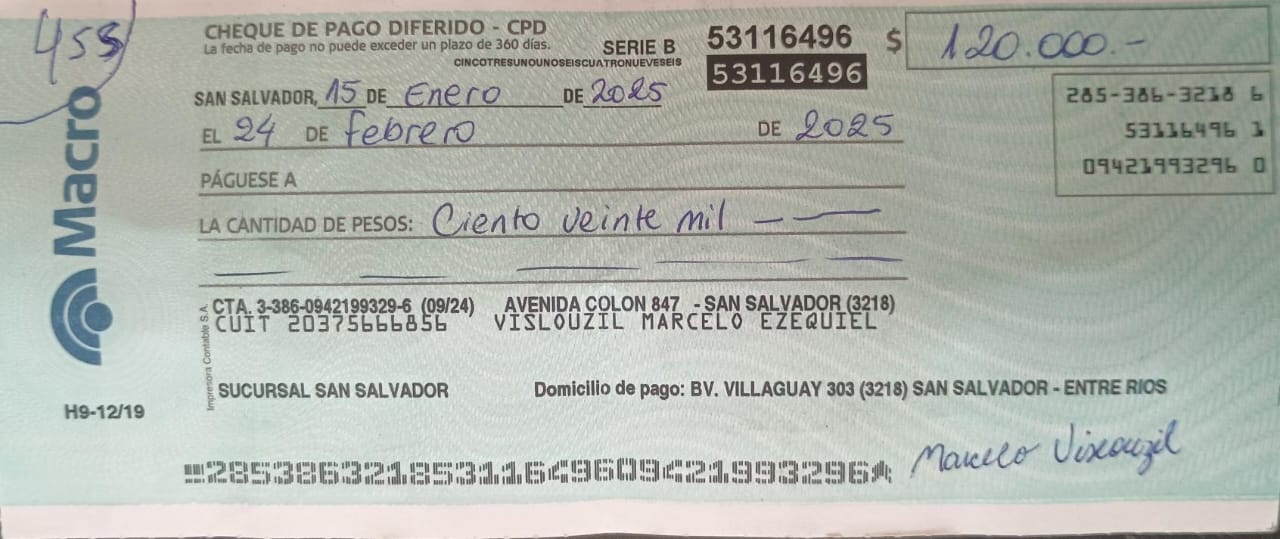 455
CHEQUE DE PAGO DIFERIDO - CPD
La fecha de pago no puede exceder un plazo de 360 días.
SERIE B
53116496
$ 120.000.-
CINCOTRESUNOUNOSEISCUATRONUEVESEIS
53116496
SAN SALVADOR, 15 DE Enero DE 2025
285-386-3218 6
53116496 1
09421993296 0
EL 24 DE febrero DE 2025
PÁGUESE A
LA CANTIDAD DE PESOS: Ciento veinte mil — —
Macro
CTA. 3-386-0942199329-6 (09/24) AVENIDA COLON 847 - SAN SALVADOR (3218)
CUIT 20375666856 VISLOUZIL MARCELO EZEQUIEL
Impresora Contable S.A.
SUCURSAL SAN SALVADOR
Domicilio de pago: BV. VILLAGUAY 303 (3218) SAN SALVADOR - ENTRE RIOS
H9-12/19
28538632185311649609421993296
Marcelo Viscouzil